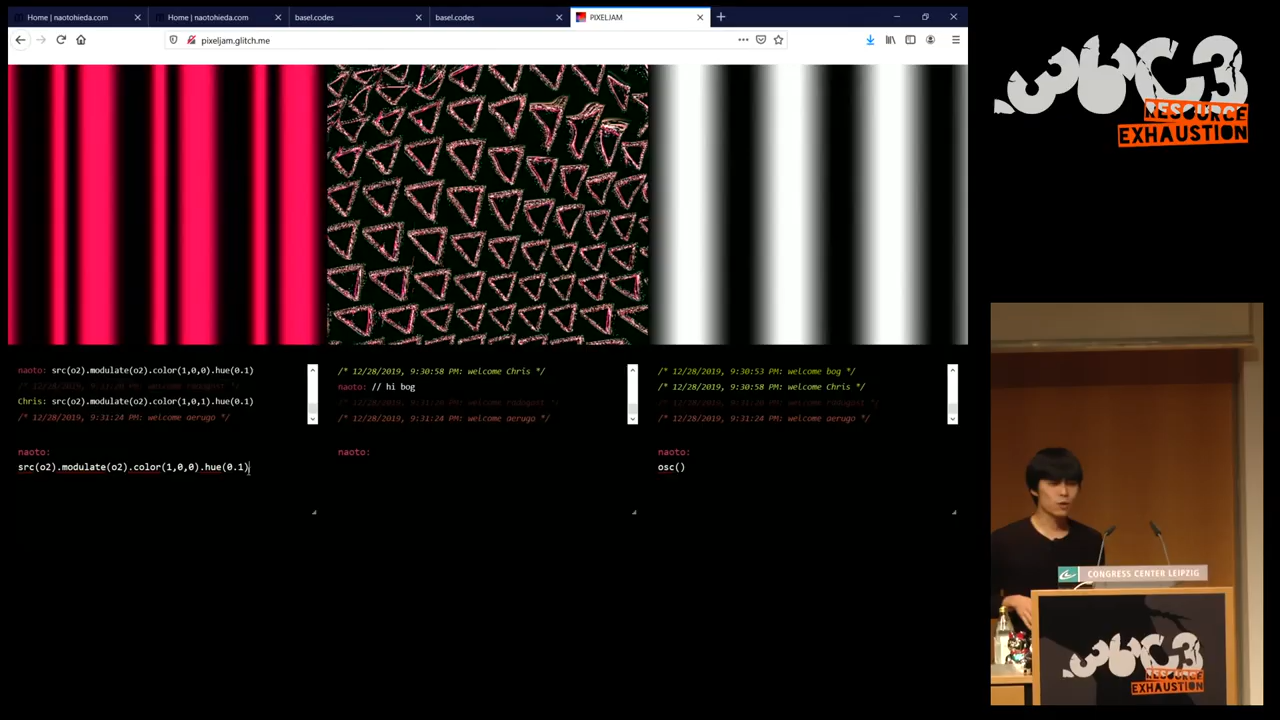 Home | naotohieda.com
Home | naotohieda.com
basel.codes
basel.codes
PIXELJAM
pixeljam.glitch.me
36C3
RESOURCE
EXHAUSTION
naoto: src(o2).modulate(o2).color(1,0,0).hue(0.1)
Chris: src(o2).modulate(o2).color(1,0,1).hue(0.1)
/* 12/28/2019, 9:31:24 PM: welcome aerugo */
naoto:
src(o2).modulate(o2).color(1,0,0).hue(0.1)
/* 12/28/2019, 9:30:58 PM: welcome Chris */
naoto: // hi bog
/* 12/28/2019, 9:31:24 PM: welcome aerugo */
naoto:
/* 12/28/2019, 9:30:53 PM: welcome bog */
/* 12/28/2019, 9:30:58 PM: welcome Chris */
/* 12/28/2019, 9:31:24 PM: welcome aerugo */
naoto:
osc()
CONGRESS CENTER LEIPZIG
36C3
RESOURCE
EXHAUSTION